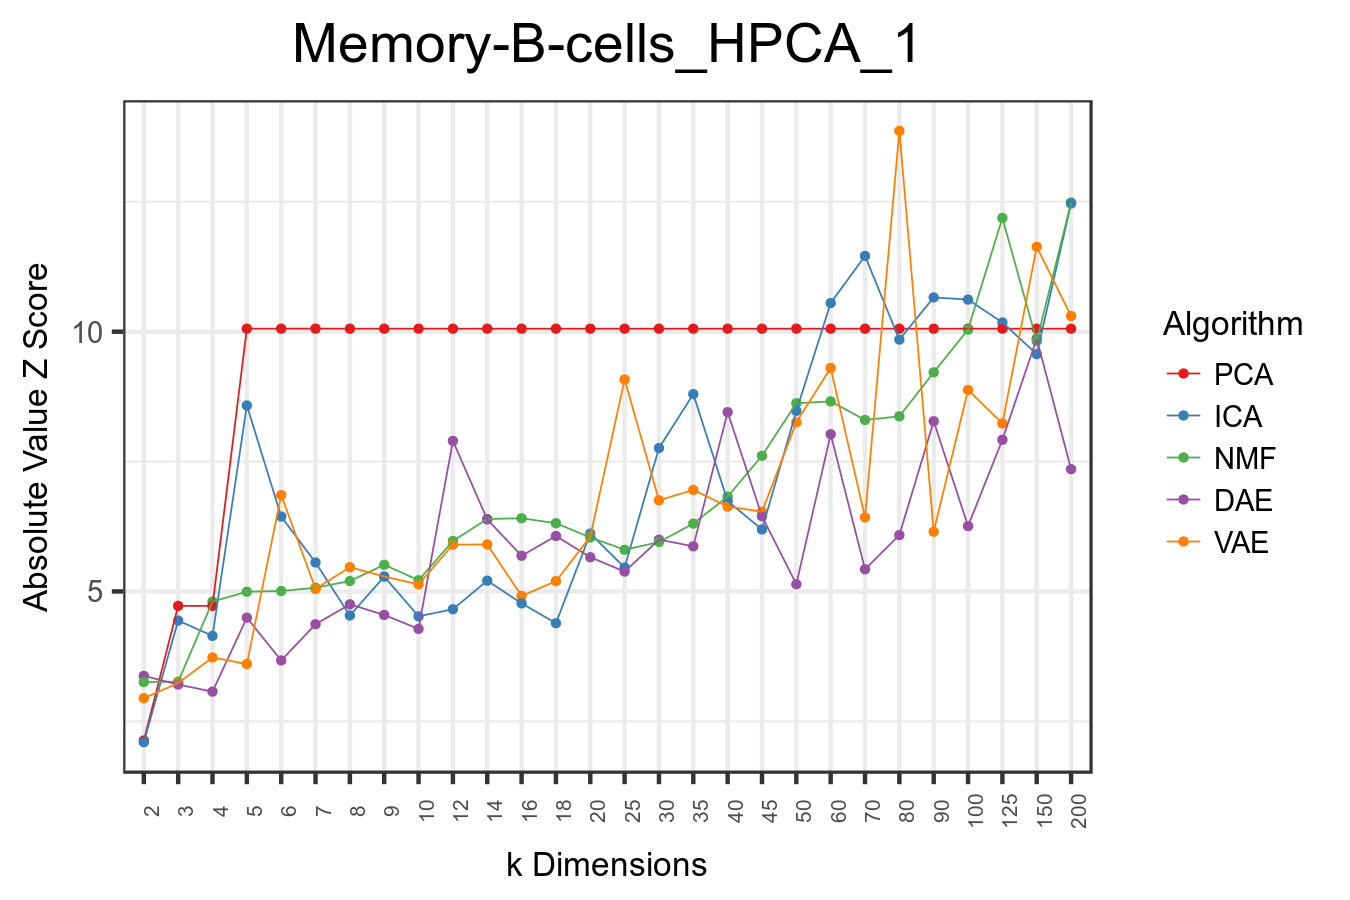 Memory-B-cells_HPCA_1
Absolute Value Z Score
10
5
2 3 4 5 6 7 8 9 10 12 14 16 18 20 25 30 35 40 45 50 60 70 80 90 100 125 150 200
k Dimensions
Algorithm
PCA
ICA
NMF
DAE
VAE